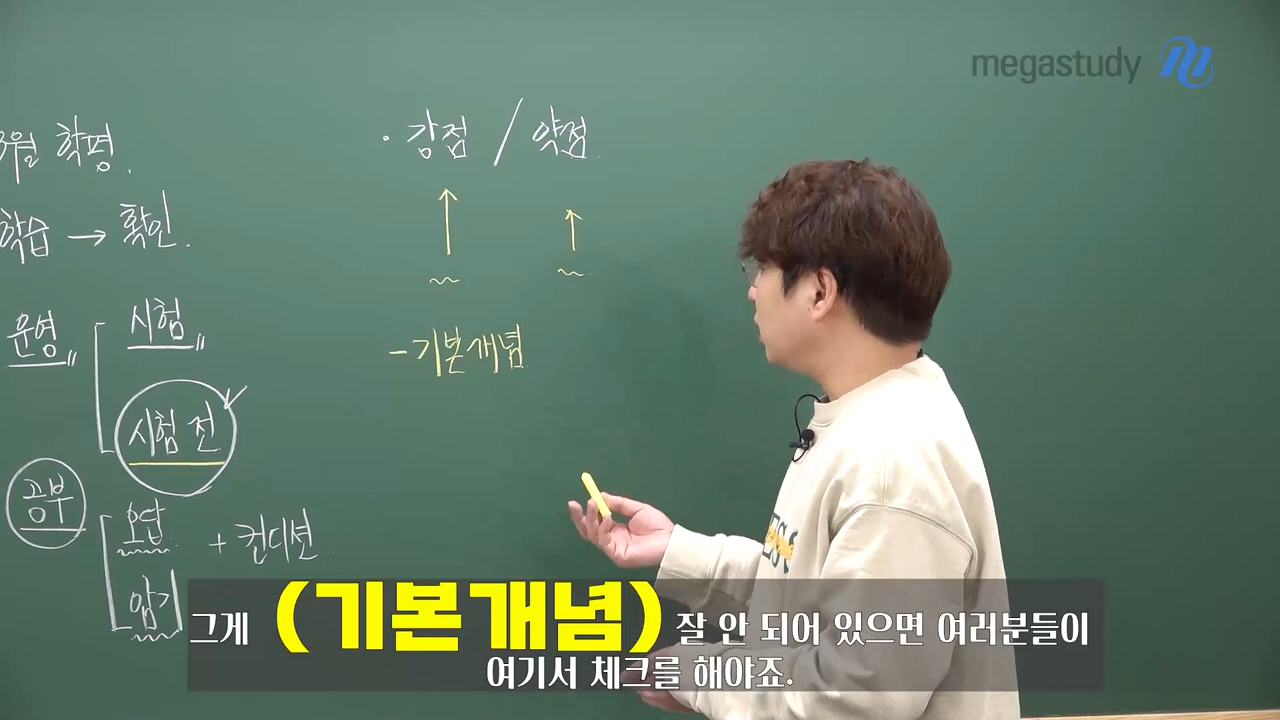 megastudy
3월 학평.
학습 → 확인.
운영
시험
시험 전
공부
오답
암기
+ 컨디션
· 강점 / 약점.
- 기본개념
그게 (기본개념) 잘 안 되어 있으면 여러분들이
여기서 체크를 해야죠.